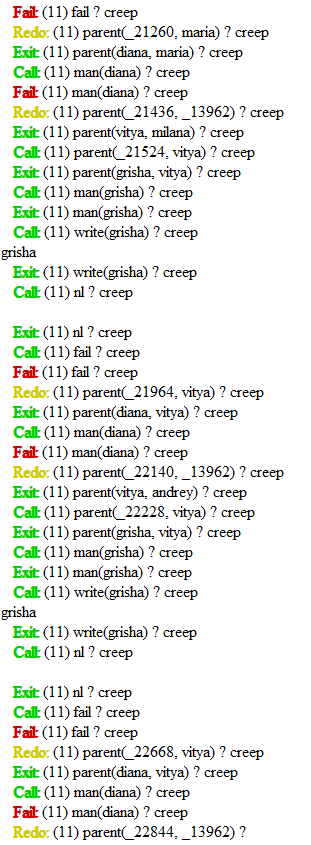 Fail: (11) fail ? creep
Redo: (11) parent(_21260, maria) ? creep
Exit: (11) parent(diana, maria) ? creep
Call: (11) man(diana) ? creep
Fail: (11) man(diana) ? creep
Redo: (11) parent(_21436, _13962) ? creep
Exit: (11) parent(vitya, milana) ? creep
Call: (11) parent(_21524, vitya) ? creep
Exit: (11) parent(grisha, vitya) ? creep
Call: (11) man(grisha) ? creep
Exit: (11) man(grisha) ? creep
Call: (11) write(grisha) ? creep
grisha
Exit: (11) write(grisha) ? creep
Call: (11) nl ? creep
Exit: (11) nl ? creep
Call: (11) fail ? creep
Fail: (11) fail ? creep
Redo: (11) parent(_21964, vitya) ? creep
Exit: (11) parent(diana, vitya) ? creep
Call: (11) man(diana) ? creep
Fail: (11) man(diana) ? creep
Redo: (11) parent(_22140, _13962) ? creep
Exit: (11) parent(vitya, andrey) ? creep
Call: (11) parent(_22228, vitya) ? creep
Exit: (11) parent(grisha, vitya) ? creep
Call: (11) man(grisha) ? creep
Exit: (11) man(grisha) ? creep
Call: (11) write(grisha) ? creep
grisha
Exit: (11) write(grisha) ? creep
Call: (11) nl ? creep
Exit: (11) nl ? creep
Call: (11) fail ? creep
Fail: (11) fail ? creep
Redo: (11) parent(_22668, vitya) ? creep
Exit: (11) parent(diana, vitya) ? creep
Call: (11) man(diana) ? creep
Fail: (11) man(diana) ? creep
Redo: (11) parent(_22844, _13962) ?